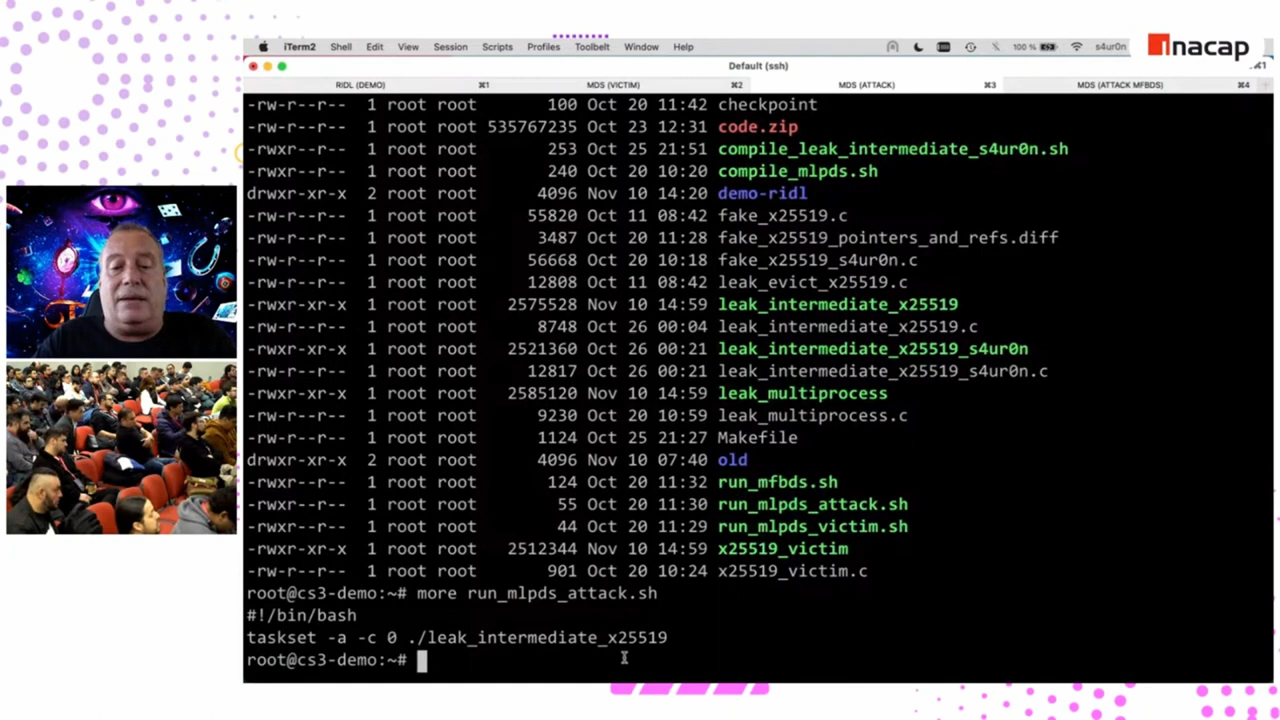 iTerm2 Shell Edit View Session Scripts Profiles Toolbelt Window Help 100 % s4ur0n
inacap
Default (ssh) ⌘1
RIDL (DEMO) ⌘1 MDS (VICTIM) ⌘2 MDS (ATTACK) ⌘3 MDS (ATTACK MFBDS) ⌘4
-rw-r--r-- 1 root root 100 Oct 20 11:42 checkpoint
-rw-r--r-- 1 root root 535767235 Oct 23 12:31 code.zip
-rwxr--r-- 1 root root 253 Oct 25 21:51 compile_leak_intermediate_s4ur0n.sh
-rwxr--r-- 1 root root 240 Oct 20 10:20 compile_mlpds.sh
drwxr-xr-x 2 root root 4096 Nov 10 14:20 demo-ridl
-rw-r--r-- 1 root root 55820 Oct 11 08:42 fake_x25519.c
-rw-r--r-- 1 root root 3487 Oct 20 11:28 fake_x25519_pointers_and_refs.diff
-rw-r--r-- 1 root root 56668 Oct 20 10:18 fake_x25519_s4ur0n.c
-rw-r--r-- 1 root root 12808 Oct 11 08:42 leak_evict_x25519.c
-rwxr-xr-x 1 root root 2575528 Nov 10 14:59 leak_intermediate_x25519
-rw-r--r-- 1 root root 8748 Oct 26 00:04 leak_intermediate_x25519.c
-rwxr-xr-x 1 root root 2521360 Oct 26 00:21 leak_intermediate_x25519_s4ur0n
-rw-r--r-- 1 root root 12817 Oct 26 00:21 leak_intermediate_x25519_s4ur0n.c
-rwxr-xr-x 1 root root 2585120 Nov 10 14:59 leak_multiprocess
-rw-r--r-- 1 root root 9230 Oct 20 10:59 leak_multiprocess.c
-rw-r--r-- 1 root root 1124 Oct 25 21:27 Makefile
drwxr-xr-x 2 root root 4096 Nov 10 07:40 old
-rwxr--r-- 1 root root 124 Oct 20 11:32 run_mfbds.sh
-rwxr--r-- 1 root root 55 Oct 20 11:30 run_mlpds_attack.sh
-rwxr--r-- 1 root root 44 Oct 20 11:29 run_mlpds_victim.sh
-rwxr-xr-x 1 root root 2512344 Nov 10 14:59 x25519_victim
-rw-r--r-- 1 root root 901 Oct 20 10:24 x25519_victim.c
root@cs3-demo:~# more run_mlpds_attack.sh
#!/bin/bash
taskset -a -c 0 ./leak_intermediate_x25519
root@cs3-demo:~#